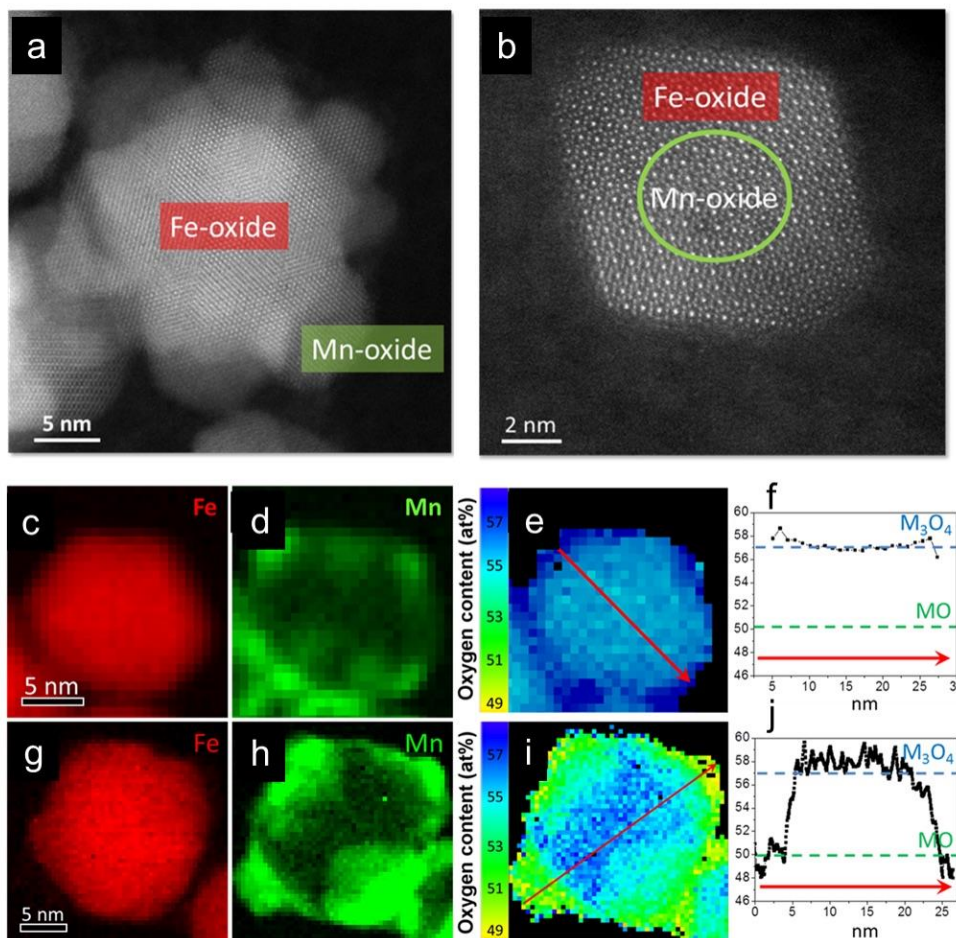 a
Fe-oxide
Mn-oxide
5 nm
b
Fe-oxide
Mn-oxide
2 nm
c
Fe
5 nm
d
Mn
Oxygen content (at%)
57
55
53
51
49
e
f
60
58
56
54
52
50
48
46
M₃O₄
MO
5 10 15 20 25 30
nm
g
Fe
5 nm
h
Mn
Oxygen content (at%)
57
55
53
51
49
i
j
60
58
56
54
52
50
48
46
M₃O₄
MO
0 5 10 15 20 25
nm